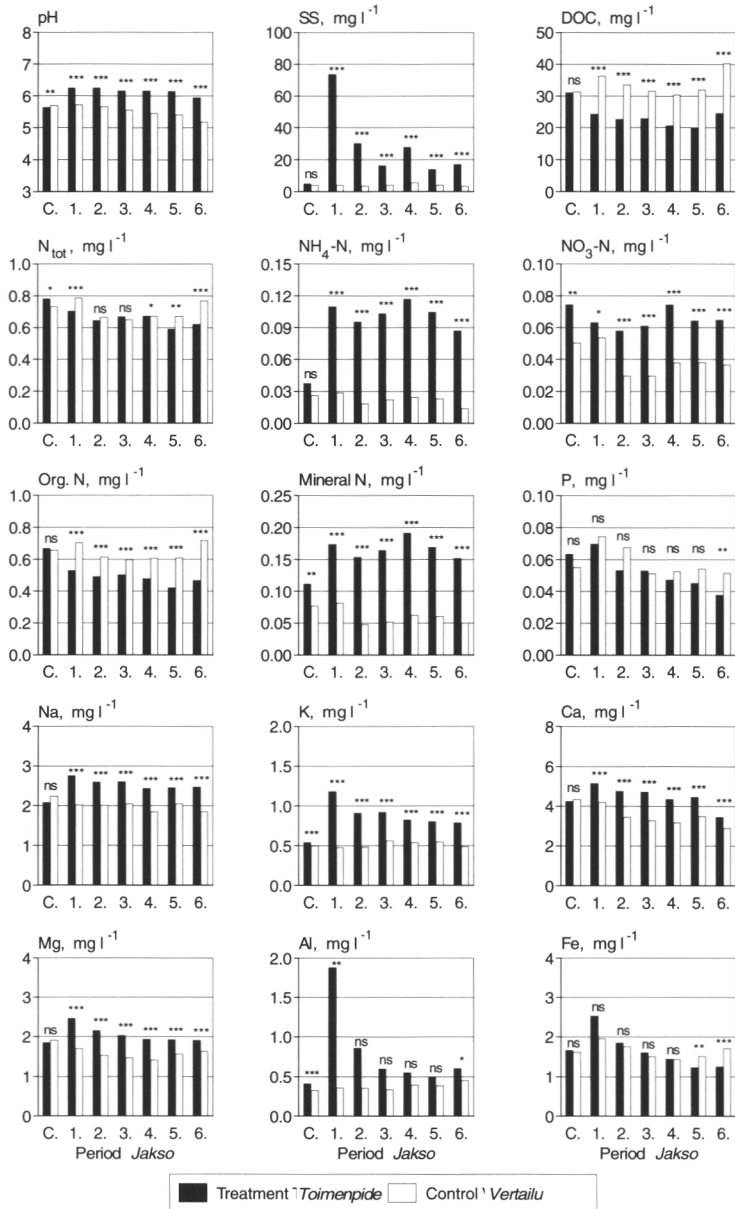 pH
SS, mg l⁻¹
DOC, mg l⁻¹
8
7
6
5
4
3
** *** *** *** *** *** ***
C. 1. 2. 3. 4. 5. 6.
100
80
60
40
20
0
ns *** *** *** *** *** ***
C. 1. 2. 3. 4. 5. 6.
50
40
30
20
10
0
ns *** *** *** *** *** ***
C. 1. 2. 3. 4. 5. 6.
N tot, mg l⁻¹
NH₄-N, mg l⁻¹
NO₃-N, mg l⁻¹
1.0
0.8
0.6
0.4
0.2
0.0
* *** ns ns * ** ***
C. 1. 2. 3. 4. 5. 6.
0.15
0.12
0.09
0.06
0.03
0.00
ns *** *** *** *** *** ***
C. 1. 2. 3. 4. 5. 6.
0.10
0.08
0.06
0.04
0.02
0.00
** * *** *** *** *** ***
C. 1. 2. 3. 4. 5. 6.
Org. N, mg l⁻¹
Mineral N, mg l⁻¹
P, mg l⁻¹
1.0
0.8
0.6
0.4
0.2
0.0
ns *** *** *** *** *** ***
C. 1. 2. 3. 4. 5. 6.
0.25
0.20
0.15
0.10
0.05
0.00
** *** *** *** *** *** ***
C. 1. 2. 3. 4. 5. 6.
0.10
0.08
0.06
0.04
0.02
0.00
ns ns ns ns ns ns **
C. 1. 2. 3. 4. 5. 6.
Na, mg l⁻¹
K, mg l⁻¹
Ca, mg l⁻¹
4
3
2
1
0
ns *** *** *** *** *** ***
C. 1. 2. 3. 4. 5. 6.
2.0
1.5
1.0
0.5
0.0
*** *** *** *** *** *** ***
C. 1. 2. 3. 4. 5. 6.
8
6
4
2
0
ns *** *** *** *** *** ***
C. 1. 2. 3. 4. 5. 6.
Mg, mg l⁻¹
Al, mg l⁻¹
Fe, mg l⁻¹
4
3
2
1
0
ns *** *** *** *** *** ***
C. 1. 2. 3. 4. 5. 6.
Period Jakso
2.0
1.5
1.0
0.5
0.0
*** ** ns ns ns ns *
C. 1. 2. 3. 4. 5. 6.
Period Jakso
4
3
2
1
0
ns ns ns ns ns ** ***
C. 1. 2. 3. 4. 5. 6.
Period Jakso
Treatment Toimenpide Control Vertailu